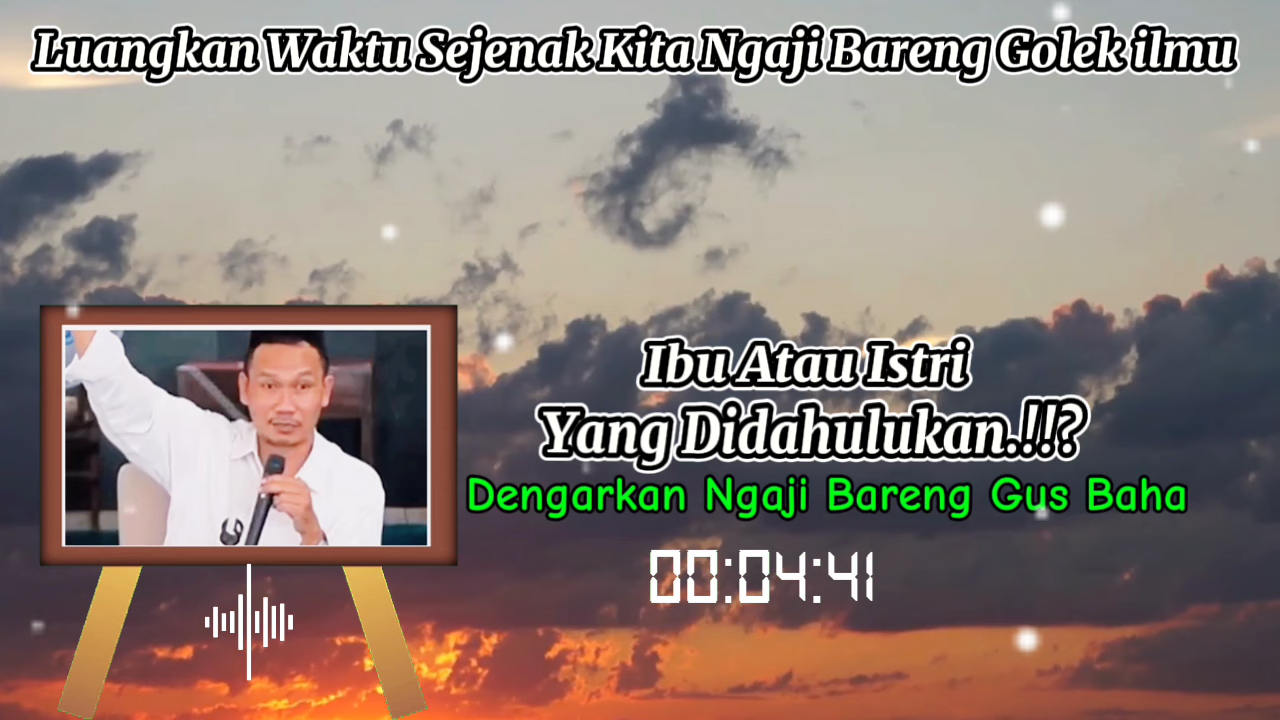 Luangkan Waktu Sejenak Kita Ngaji Bareng Golek ilmu
Ibu Atau Istri
Yang Didahulukan.!!!?
Dengarkan Ngaji Bareng Gus Baha
00:04:41